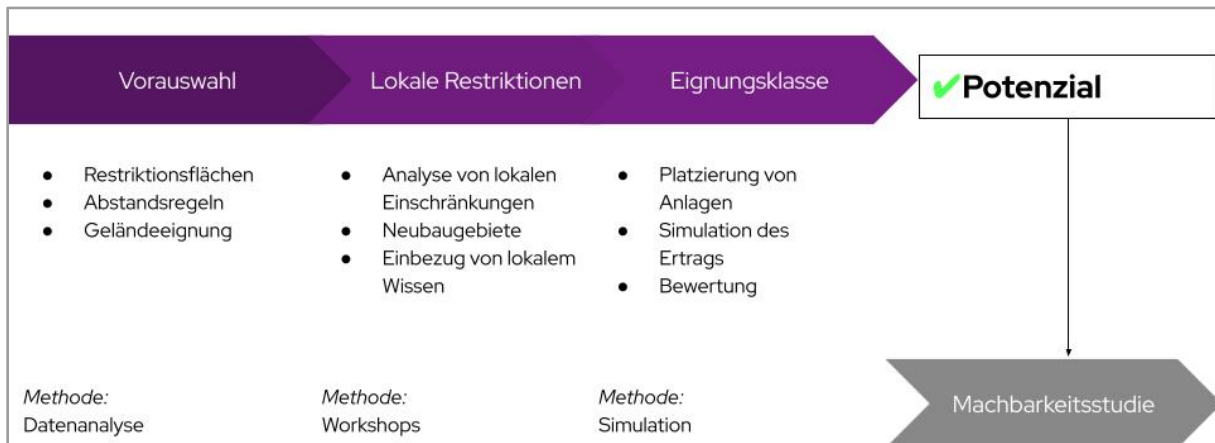 Vorauswahl
Lokale Restriktionen
Eignungsklasse
✔Potenzial
● Restriktionsflächen
● Abstandsregeln
● Geländeeignung
● Analyse von lokalen
Einschränkungen
● Neubaugebiete
● Einbezug von lokalem
Wissen
● Platzierung von
Anlagen
● Simulation des
Ertrags
● Bewertung
Methode:
Datenanalyse
Methode:
Workshops
Methode:
Simulation
Machbarkeitsstudie